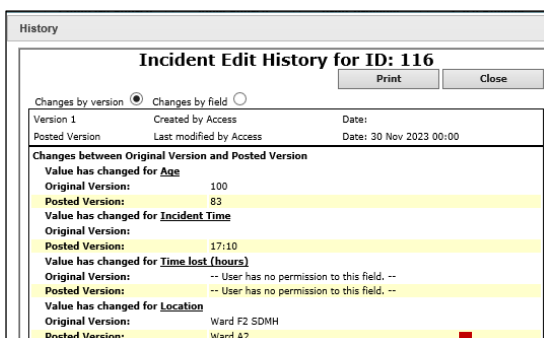 History
Incident Edit History for ID: 116
Print Close
Changes by version Changes by field
Version 1 Created by Access Date:
Posted Version Last modified by Access Date: 30 Nov 2023 00:00
Changes between Original Version and Posted Version
Value has changed for Age
Original Version: 100
Posted Version: 83
Value has changed for Incident Time
Original Version:
Posted Version: 17:10
Value has changed for Time lost (hours)
Original Version: -- User has no permission to this field. --
Posted Version: -- User has no permission to this field. --
Value has changed for Location
Original Version: Ward F2 SDMH
Posted Version: Ward A2